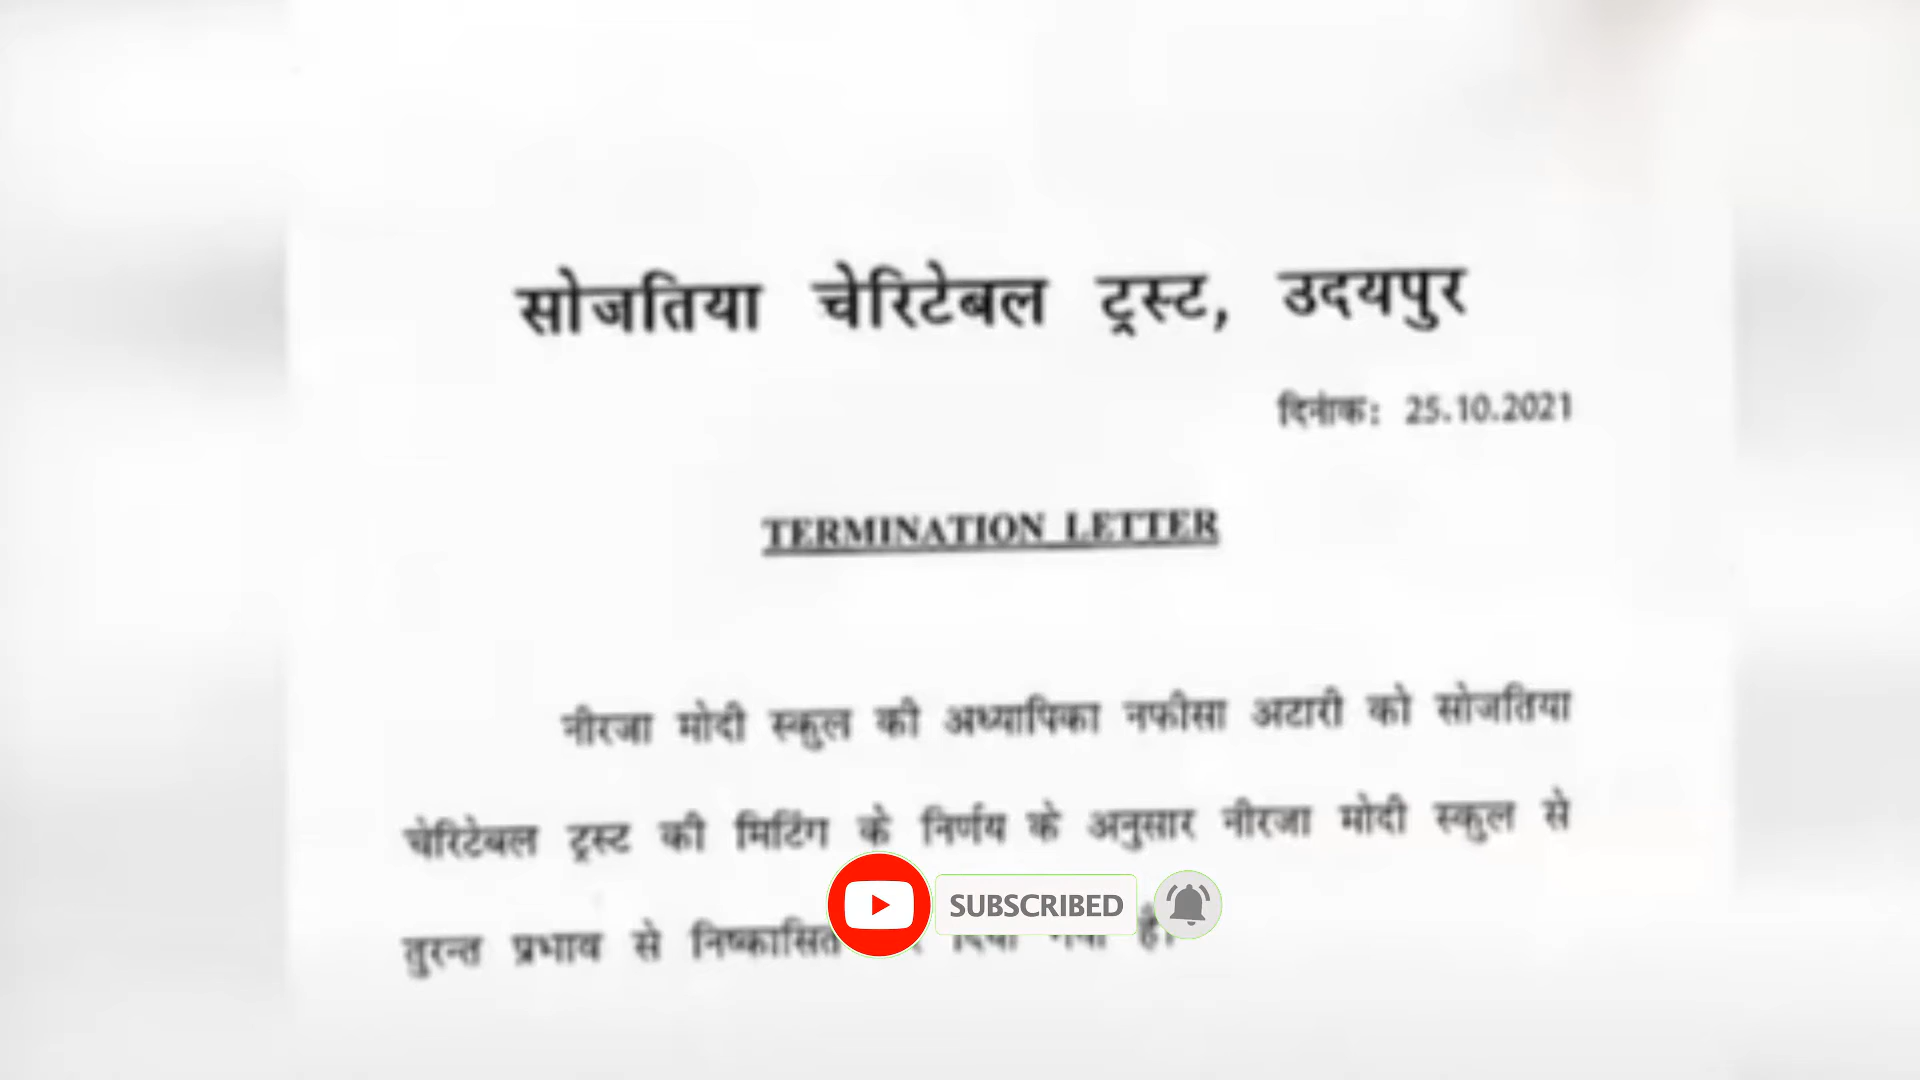 सोजतिया चेरिटेबल ट्रस्ट, उदयपुर
दिनांक: 25.10.2021
TERMINATION LETTER
नीरजा मोदी स्कुल की अध्यापिका नफीसा अटारी को सोजतिया
चेरिटेबल ट्रस्ट की मिटिंग के निर्णय के अनुसार नीरजा मोदी स्कुल से
तुरन्त प्रभाव से निष्कासित दिया गया है।
SUBSCRIBED